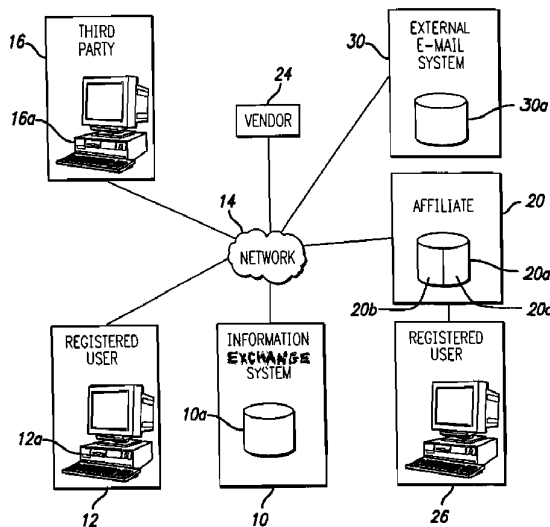 16
THIRD
PARTY
16a
24
VENDOR
30
EXTERNAL
E-MAIL
SYSTEM
30a
14
NETWORK
AFFILIATE
20
20a
20b
20c
REGISTERED
USER
12a
12
INFORMATION
EXCHANGE
SYSTEM
10a
10
REGISTERED
USER
26